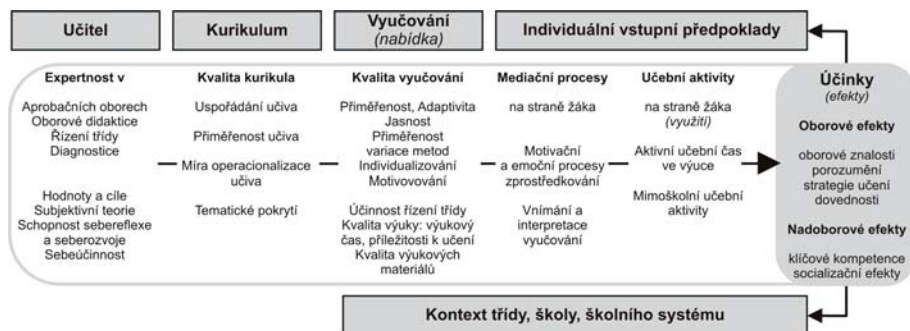 Učitel
Kurikulum
Vyučování
(nabídka)
Individuální vstupní předpoklady
Expertnost v
Aprobačních oborech
Oborové didaktice
Řízení třídy
Diagnostice
Hodnoty a cíle
Subjektivní teorie
Schopnost sebereflexe
a seberozvoje
Sebeúčinnost
Kvalita kurikula
Uspořádání učiva
Přiměřenost učiva
Míra operacionalizace
učiva
Tematické pokrytí
Kvalita vyučování
Přiměřenost, Adaptivita
Jasnost
Přiměřenost
variace metod
Individualizování
Motivovování
Účinnost řízení třídy
Kvalita výuky: výukový
čas, příležitosti k učení
Kvalita výukových
materiálů
Mediační procesy
na straně žáka
Motivační
a emoční procesy
zprostředkování
Vnímání a
interpretace
vyučování
Učební aktivity
na straně žáka
(využití)
Aktivní učební čas
ve výuce
Mimoškolní učební
aktivity
Účinky
(efekty)
Oborové efekty
oborové znalosti
porozumění
strategie učení
dovednosti
Nadoborové efekty
klíčové kompetence
socializační efekty
Kontext třídy, školy, školního systému